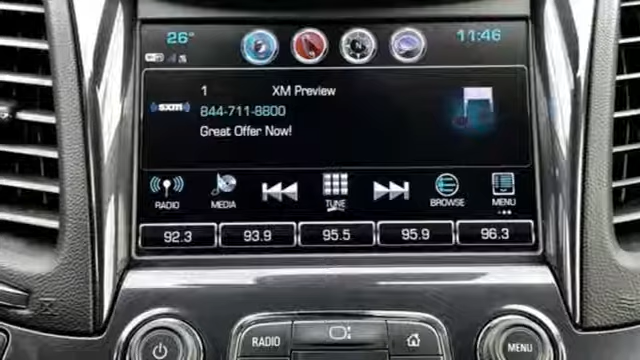 26° 11:46
1 XM Preview
sxm 844-711-8800
Great Offer Now!
RADIO MEDIA TUNE BROWSE MENU
92.3 93.9 95.5 95.9 96.3
RADIO MENU